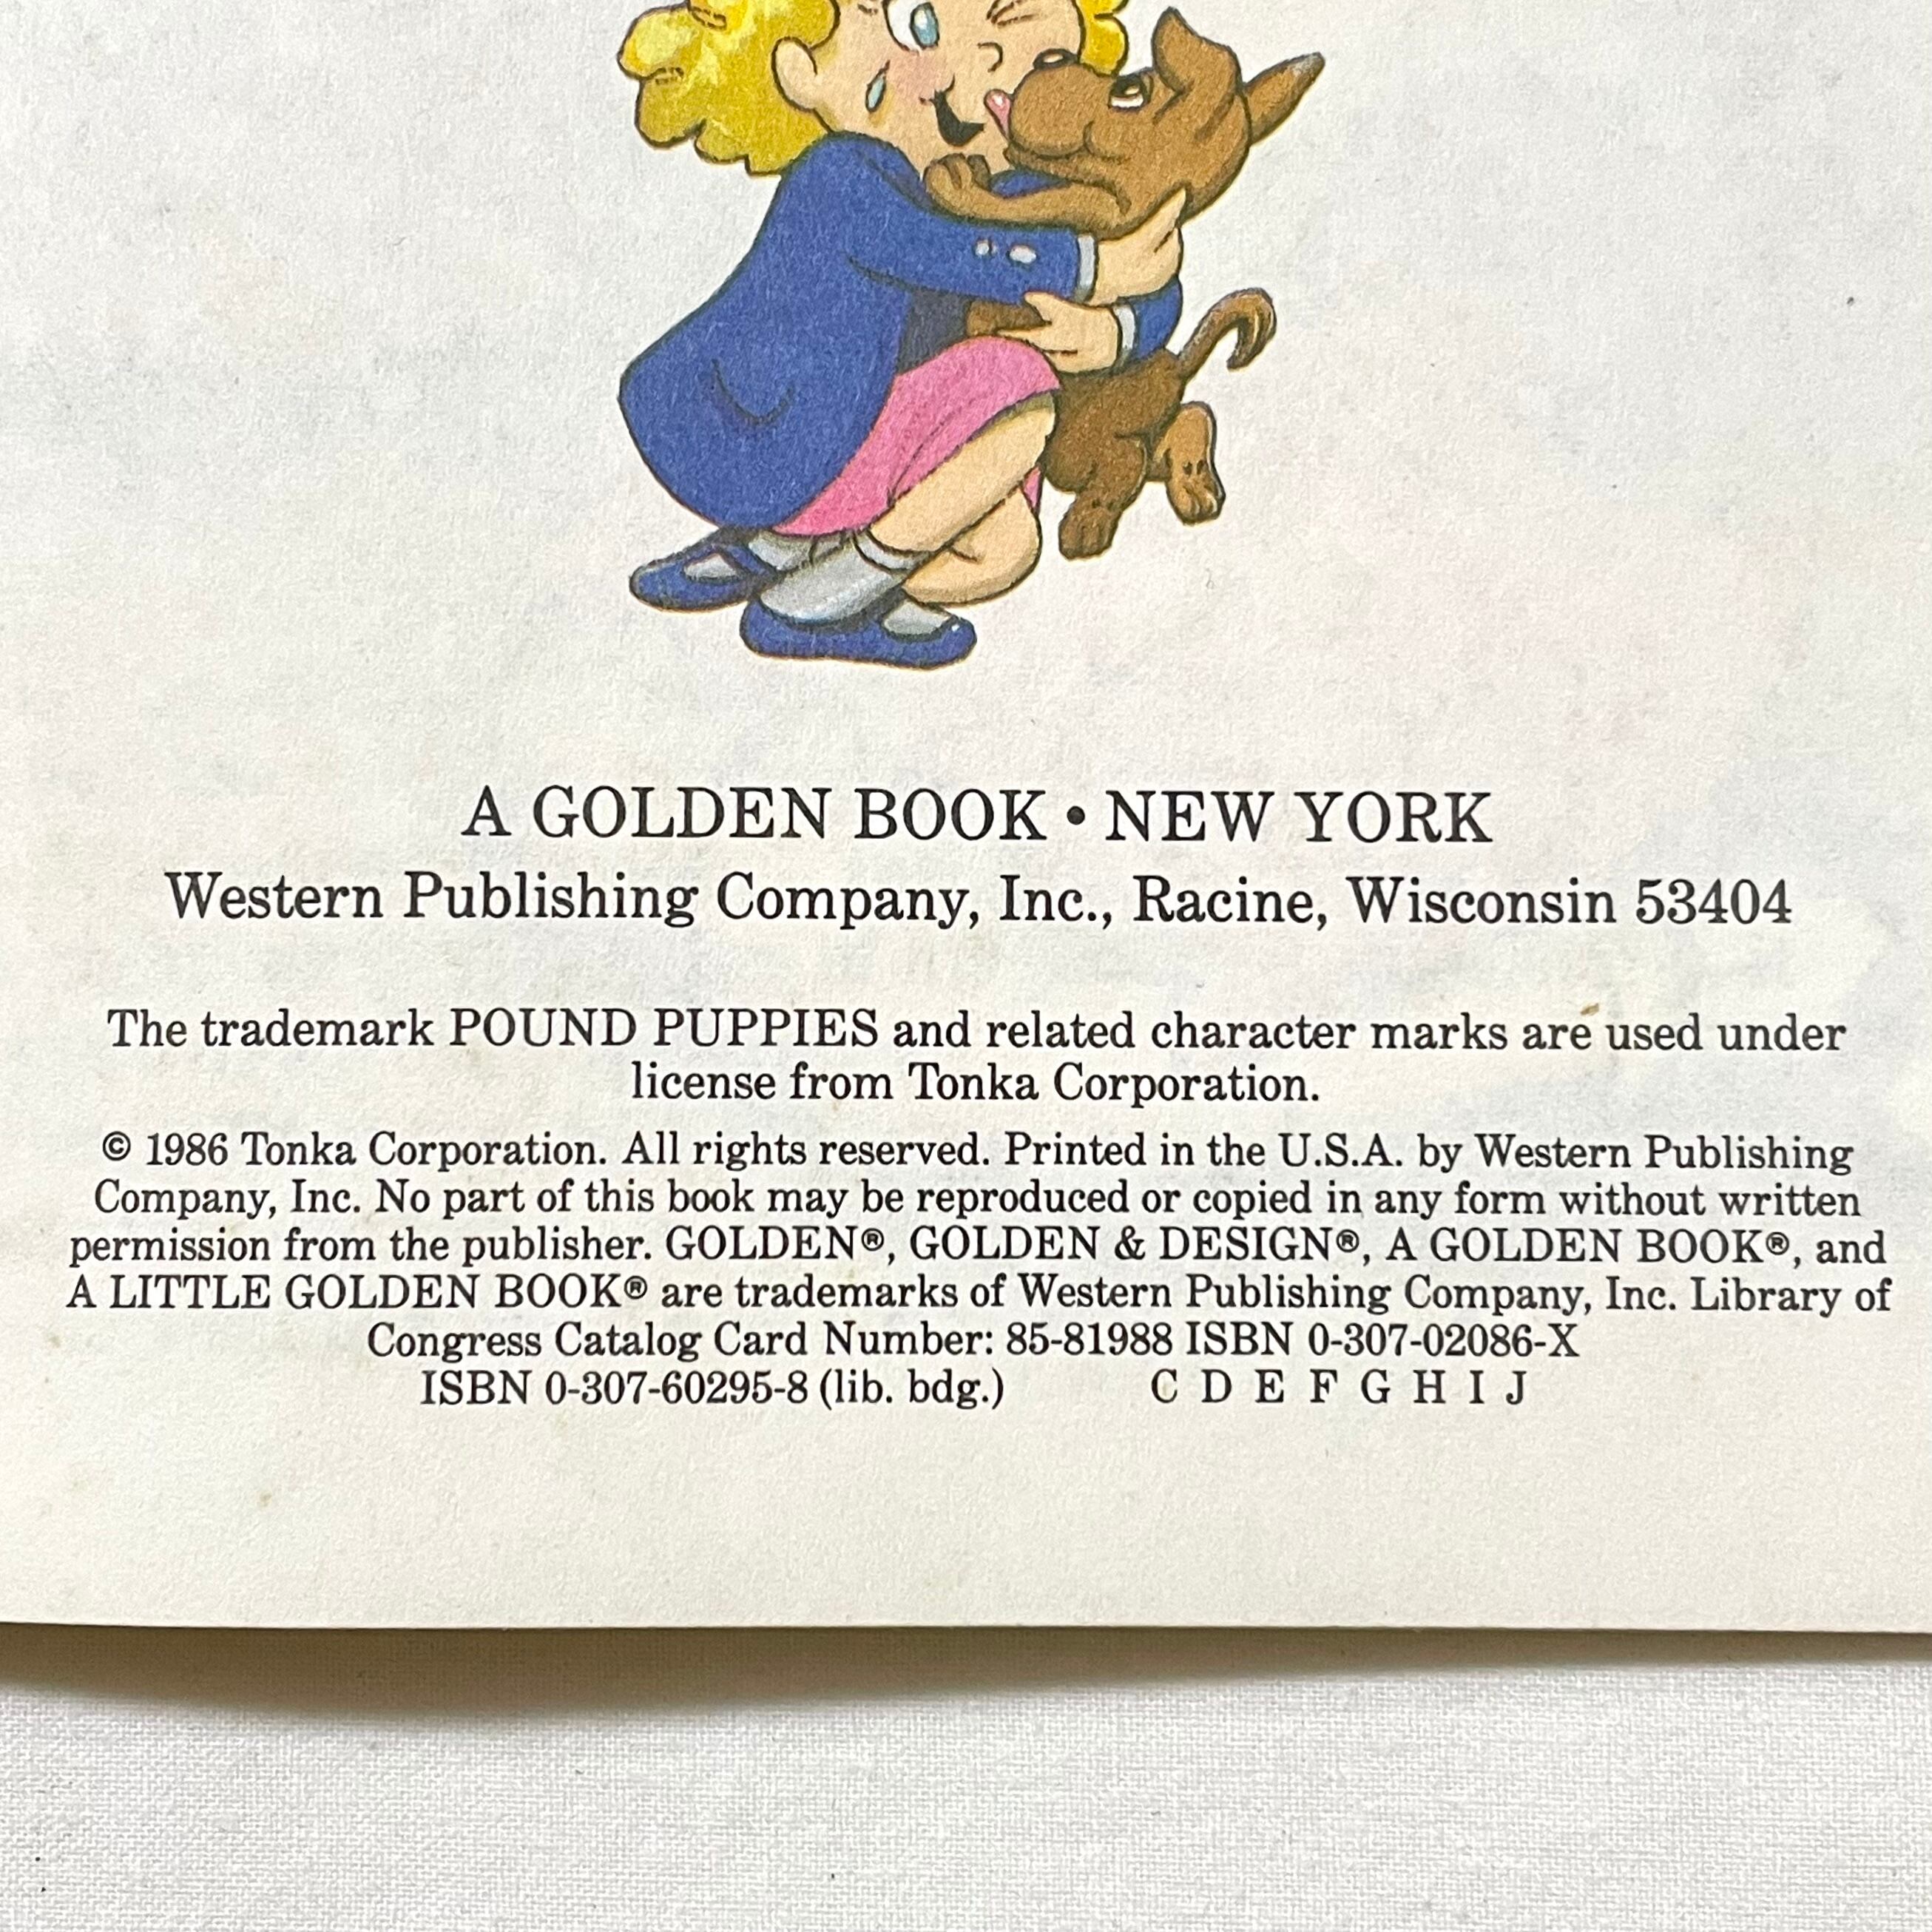 A GOLDEN BOOK • NEW YORK
Western Publishing Company, Inc., Racine, Wisconsin 53404
The trademark POUND PUPPIES and related character marks are used under
license from Tonka Corporation.
© 1986 Tonka Corporation. All rights reserved. Printed in the U.S.A. by Western Publishing
Company, Inc. No part of this book may be reproduced or copied in any form without written
permission from the publisher. GOLDEN®, GOLDEN & DESIGN®, A GOLDEN BOOK®, and
A LITTLE GOLDEN BOOK® are trademarks of Western Publishing Company, Inc. Library of
Congress Catalog Card Number: 85-81988 ISBN 0-307-02086-X
ISBN 0-307-60295-8 (lib. bdg.) C D E F G H I J